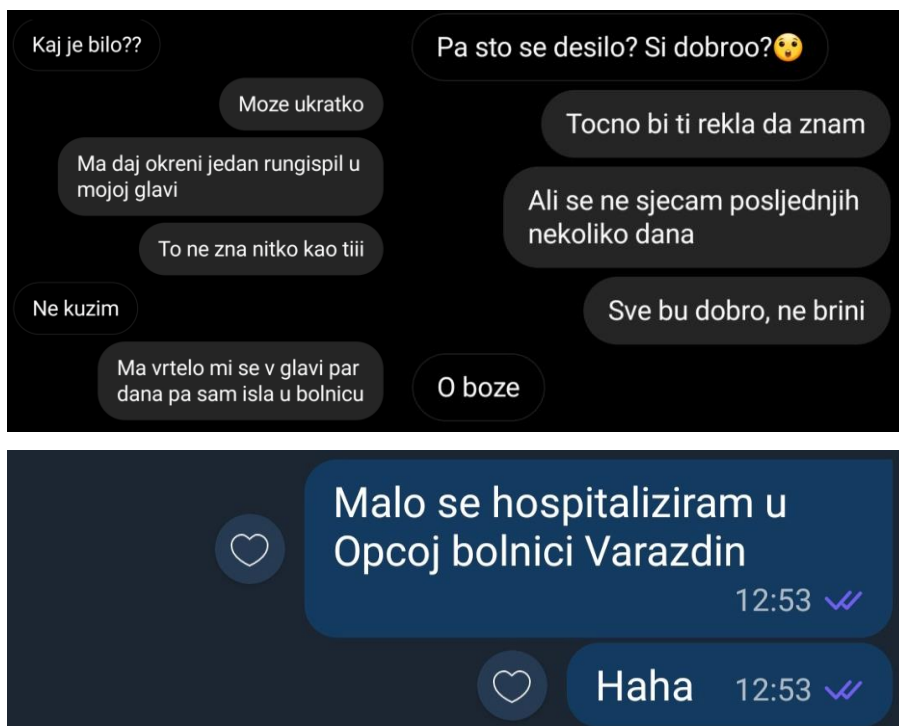 Kaj je bilo??
Moze ukratko
Ma daj okreni jedan rungispil u
mojoj glavi
To ne zna nitko kao tiii
Ne kuzim
Ma vrtelo mi se v glavi par
dana pa sam isla u bolnicu
Pa sto se desilo? Si dobroo?😯
Tocno bi ti rekla da znam
Ali se ne sjecam posljednjih
nekoliko dana
Sve bu dobro, ne brini
O boze
Malo se hospitaliziram u
Opcoj bolnici Varazdin
12:53
Haha 12:53